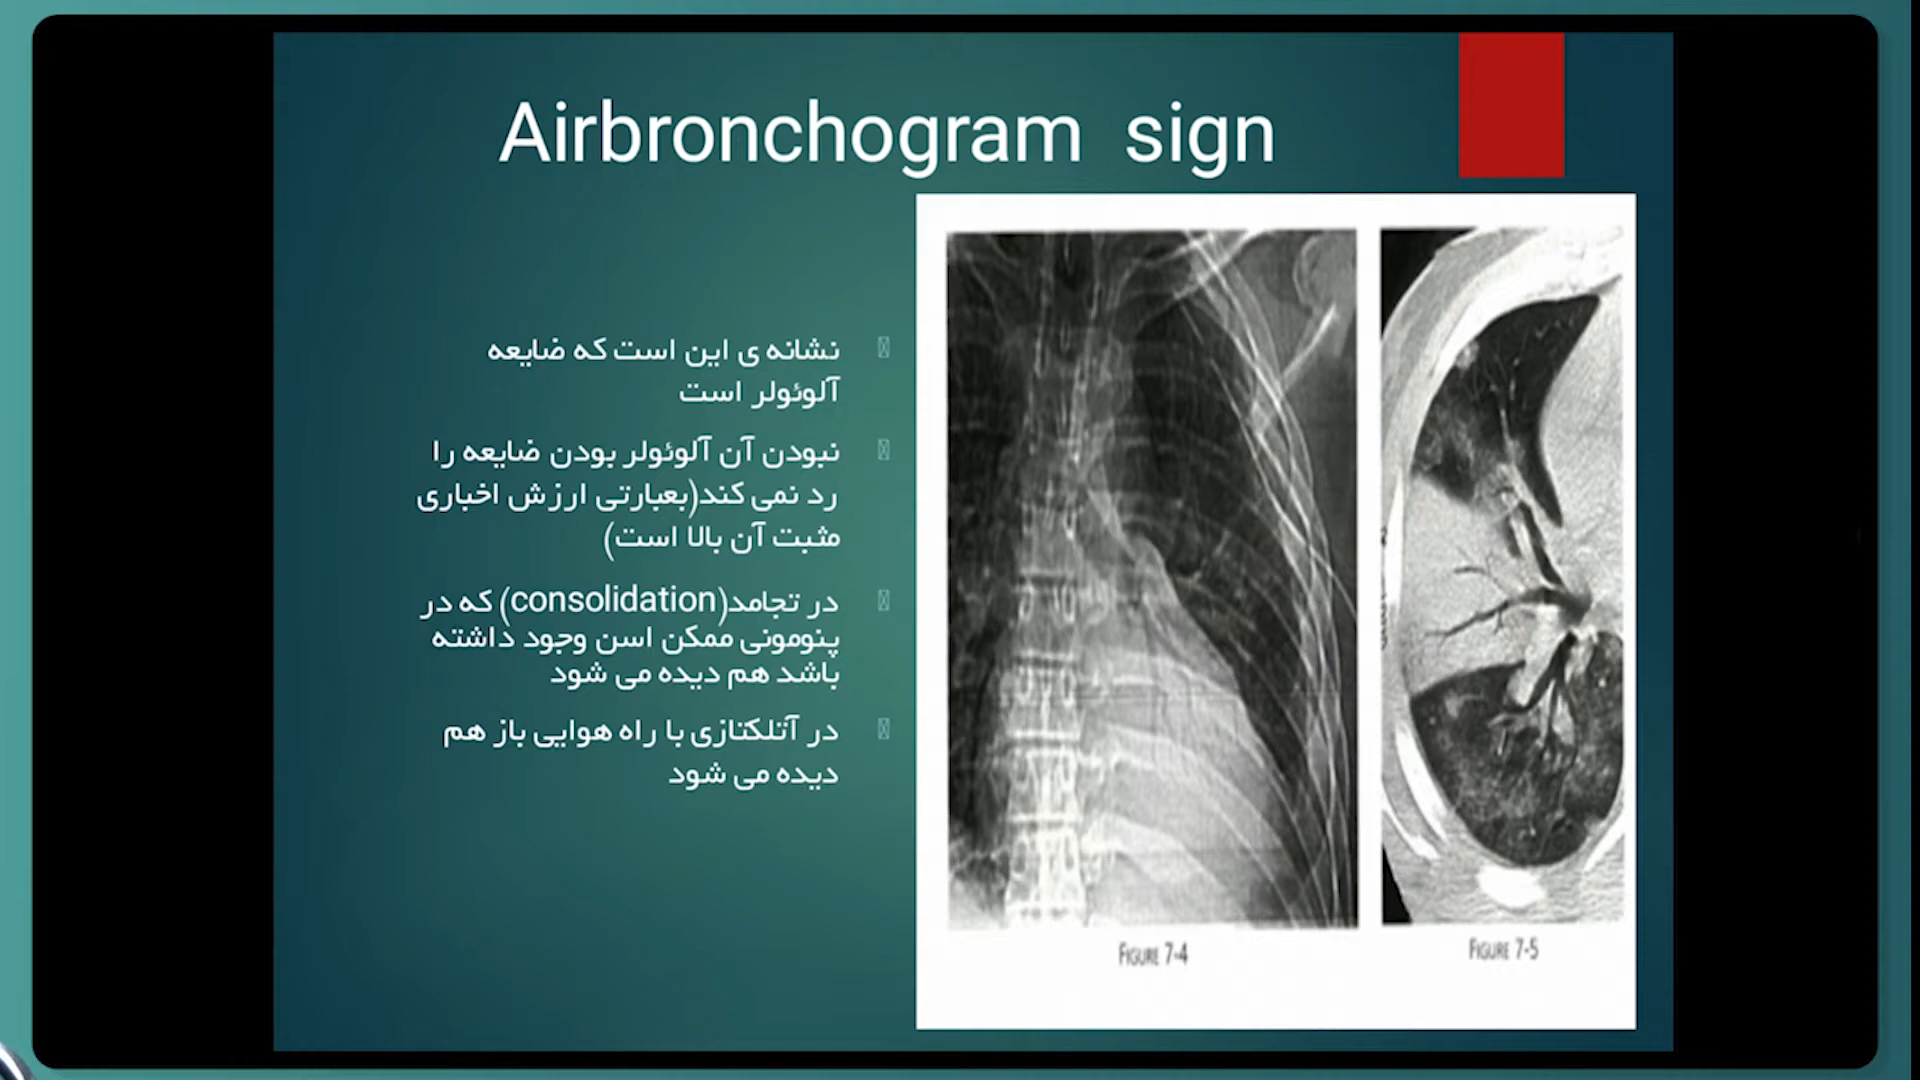 Airbronchogram sign
نشانه ی این است که ضایعه
آلوئولر است
نبودن آن آلوئولر بودن ضایعه را
رد نمی کند(بعبارتی ارزش اخباری
مثبت آن بالا است)
در تجامد(consolidation) که در
پنومونی ممکن اسن وجود داشته
باشد هم دیده می شود
در آتلکتازی با راه هوایی باز هم
دیده می شود
FIGURE 7-4
FIGURE 7-5